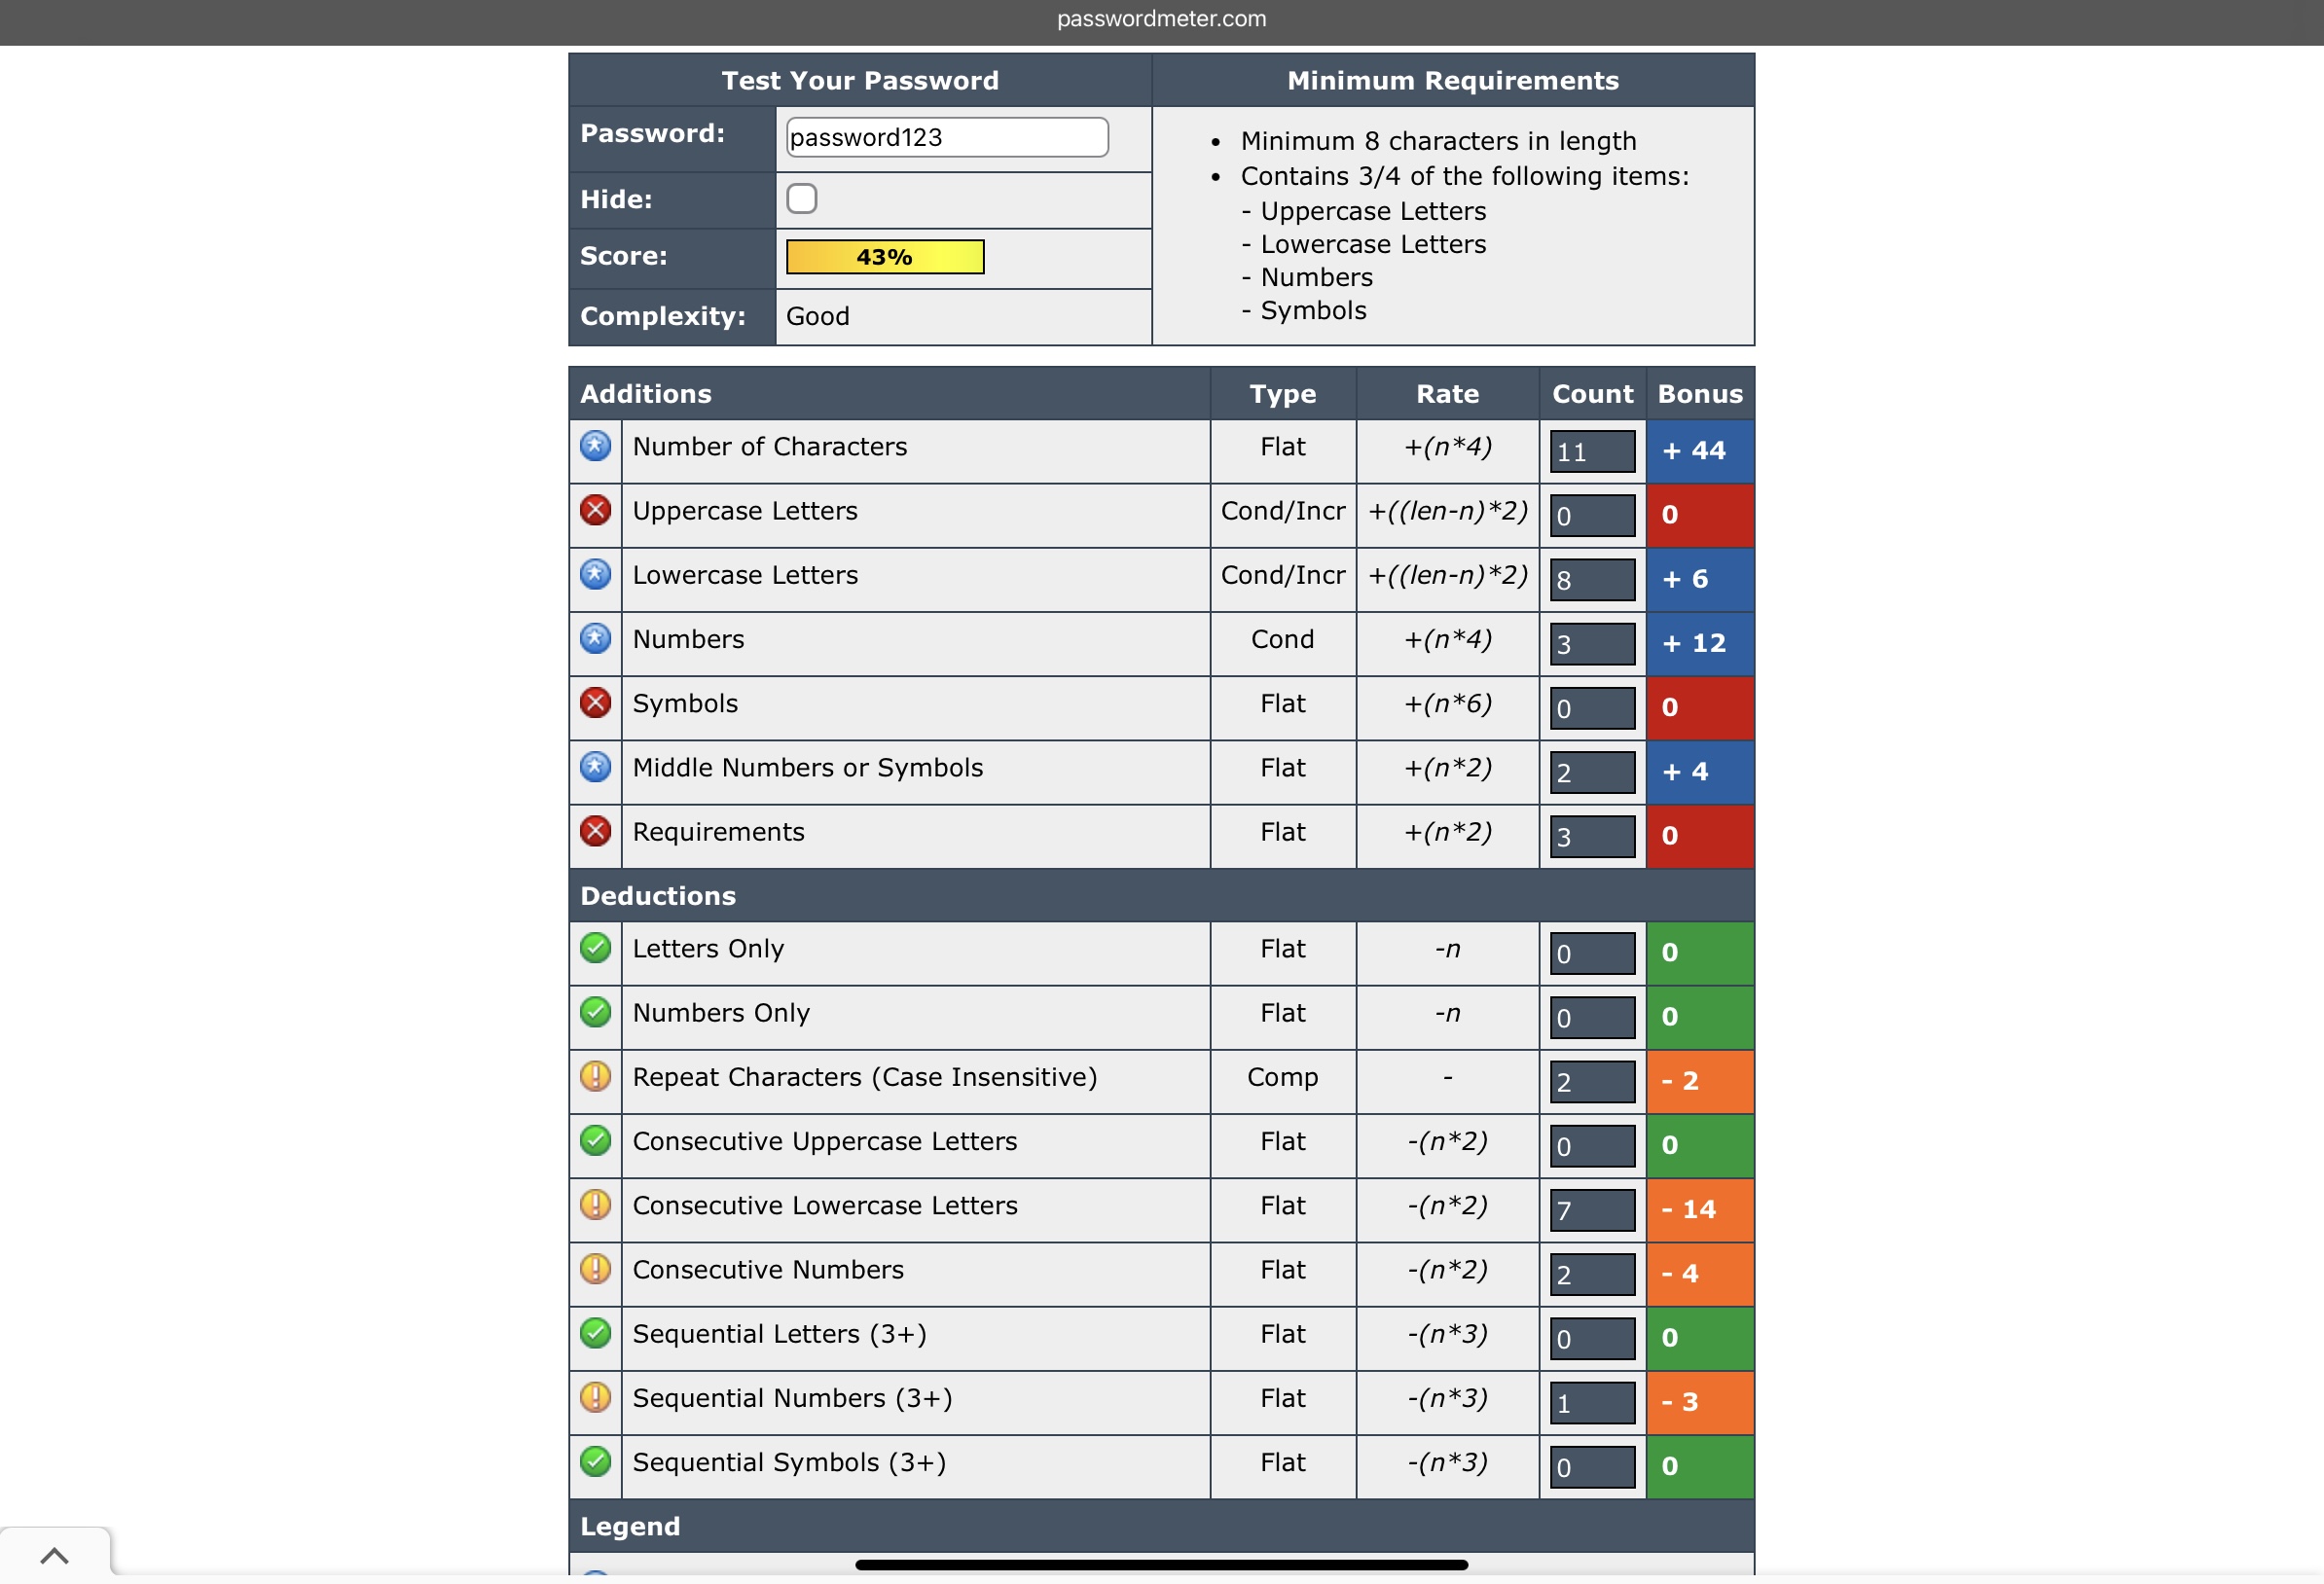 passwordmeter.com
Test Your Password Minimum Requirements
Password: password123
• Minimum 8 characters in length
• Contains 3/4 of the following items:
- Uppercase Letters
- Lowercase Letters
- Numbers
- Symbols
Hide:
Score: 43%
Complexity: Good
Additions Type Rate Count Bonus
Number of Characters Flat +(n*4) 11 + 44
Uppercase Letters Cond/Incr +((len-n)*2) 0 0
Lowercase Letters Cond/Incr +((len-n)*2) 8 + 6
Numbers Cond +(n*4) 3 + 12
Symbols Flat +(n*6) 0 0
Middle Numbers or Symbols Flat +(n*2) 2 + 4
Requirements Flat +(n*2) 3 0
Deductions
Letters Only Flat -n 0 0
Numbers Only Flat -n 0 0
Repeat Characters (Case Insensitive) Comp - 2 - 2
Consecutive Uppercase Letters Flat -(n*2) 0 0
Consecutive Lowercase Letters Flat -(n*2) 7 - 14
Consecutive Numbers Flat -(n*2) 2 - 4
Sequential Letters (3+) Flat -(n*3) 0 0
Sequential Numbers (3+) Flat -(n*3) 1 - 3
Sequential Symbols (3+) Flat -(n*3) 0 0
Legend